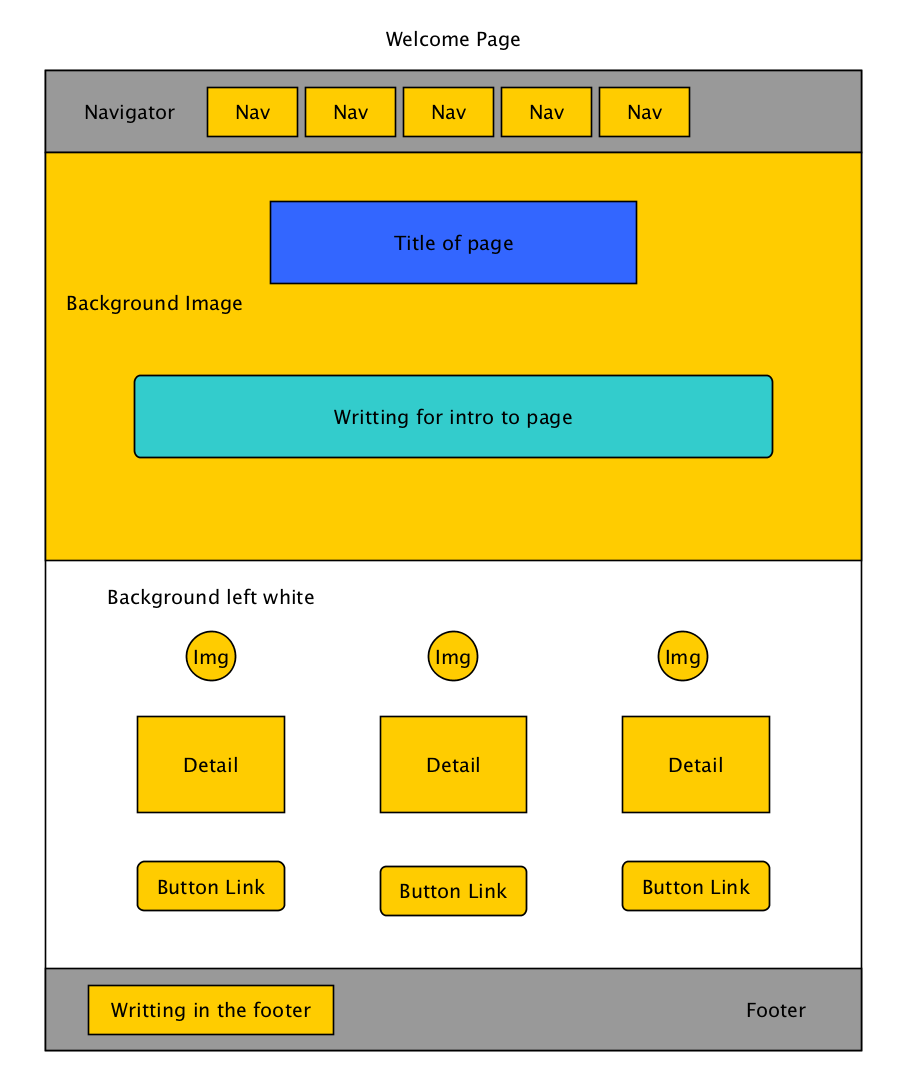 Welcome Page
Navigator
Nav
Nav
Nav
Nav
Nav
Title of page
Background Image
Writting for intro to page
Background left white
Img
Img
Img
Detail
Detail
Detail
Button Link
Button Link
Button Link
Writting in the footer
Footer